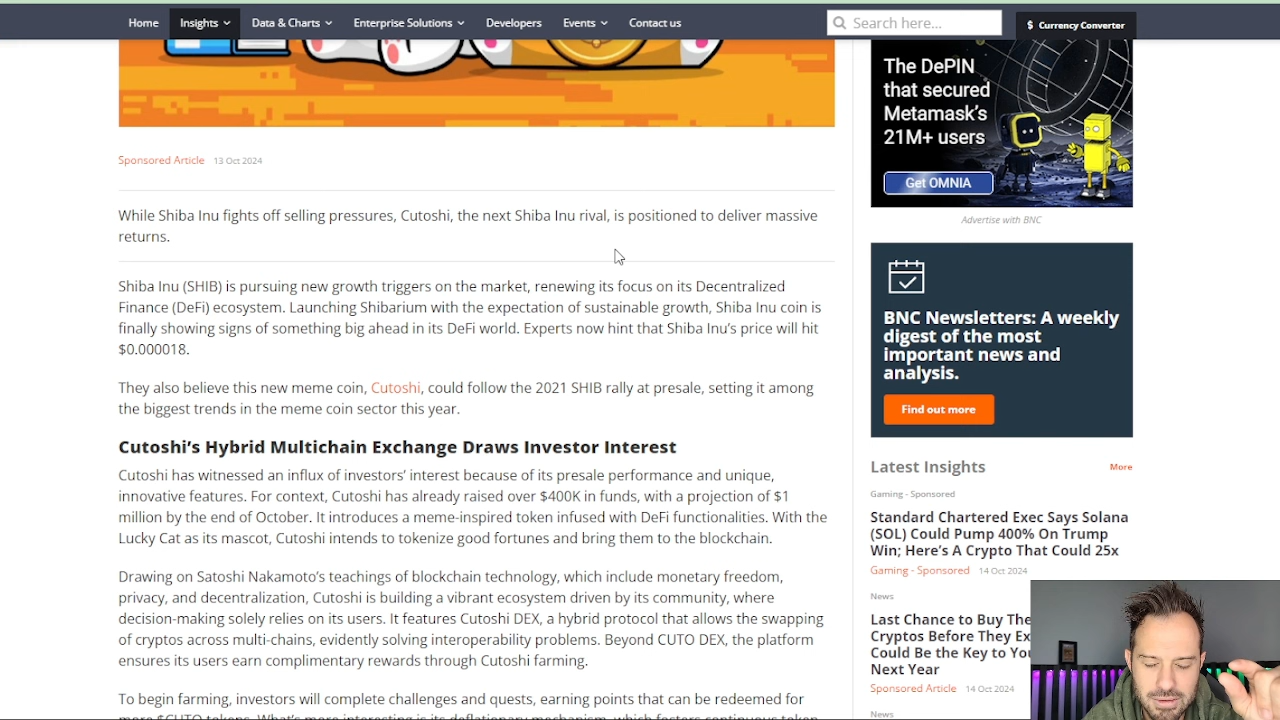 Home Insights Data & Charts Enterprise Solutions Developers Events Contact us Search here... $ Currency Converter
The DePIN
that secured
Metamask's
21M+ users
Get OMNIA
Advertise with BNC
Sponsored Article 13 Oct 2024
While Shiba Inu fights off selling pressures, Cutoshi, the next Shiba Inu rival, is positioned to deliver massive
returns.
Shiba Inu (SHIB) is pursuing new growth triggers on the market, renewing its focus on its Decentralized
Finance (DeFi) ecosystem. Launching Shibarium with the expectation of sustainable growth, Shiba Inu coin is
finally showing signs of something big ahead in its DeFi world. Experts now hint that Shiba Inu's price will hit
$0.000018.
They also believe this new meme coin, Cutoshi, could follow the 2021 SHIB rally at presale, setting it among
the biggest trends in the meme coin sector this year.
Cutoshi's Hybrid Multichain Exchange Draws Investor Interest
Cutoshi has witnessed an influx of investors' interest because of its presale performance and unique,
innovative features. For context, Cutoshi has already raised over $400K in funds, with a projection of $1
million by the end of October. It introduces a meme-inspired token infused with DeFi functionalities. With the
Lucky Cat as its mascot, Cutoshi intends to tokenize good fortunes and bring them to the blockchain.
Drawing on Satoshi Nakamoto's teachings of blockchain technology, which include monetary freedom,
privacy, and decentralization, Cutoshi is building a vibrant ecosystem driven by its community, where
decision-making solely relies on its users. It features Cutoshi DEX, a hybrid protocol that allows the swapping
of cryptos across multi-chains, evidently solving interoperability problems. Beyond CUTO DEX, the platform
ensures its users earn complimentary rewards through Cutoshi farming.
To begin farming, investors will complete challenges and quests, earning points that can be redeemed for
more $CUTO tokens. What's more interesting is its deflationary mechanism, which fosters continuous token
BNC Newsletters: A weekly
digest of the most
important news and
analysis.
Find out more
Latest Insights More
Gaming - Sponsored
Standard Chartered Exec Says Solana
(SOL) Could Pump 400% On Trump
Win; Here's A Crypto That Could 25x
Gaming - Sponsored 14 Oct 2024
News
Last Chance to Buy The
Cryptos Before They Ex
Could Be the Key to You
Next Year
Sponsored Article 14 Oct 2024
News